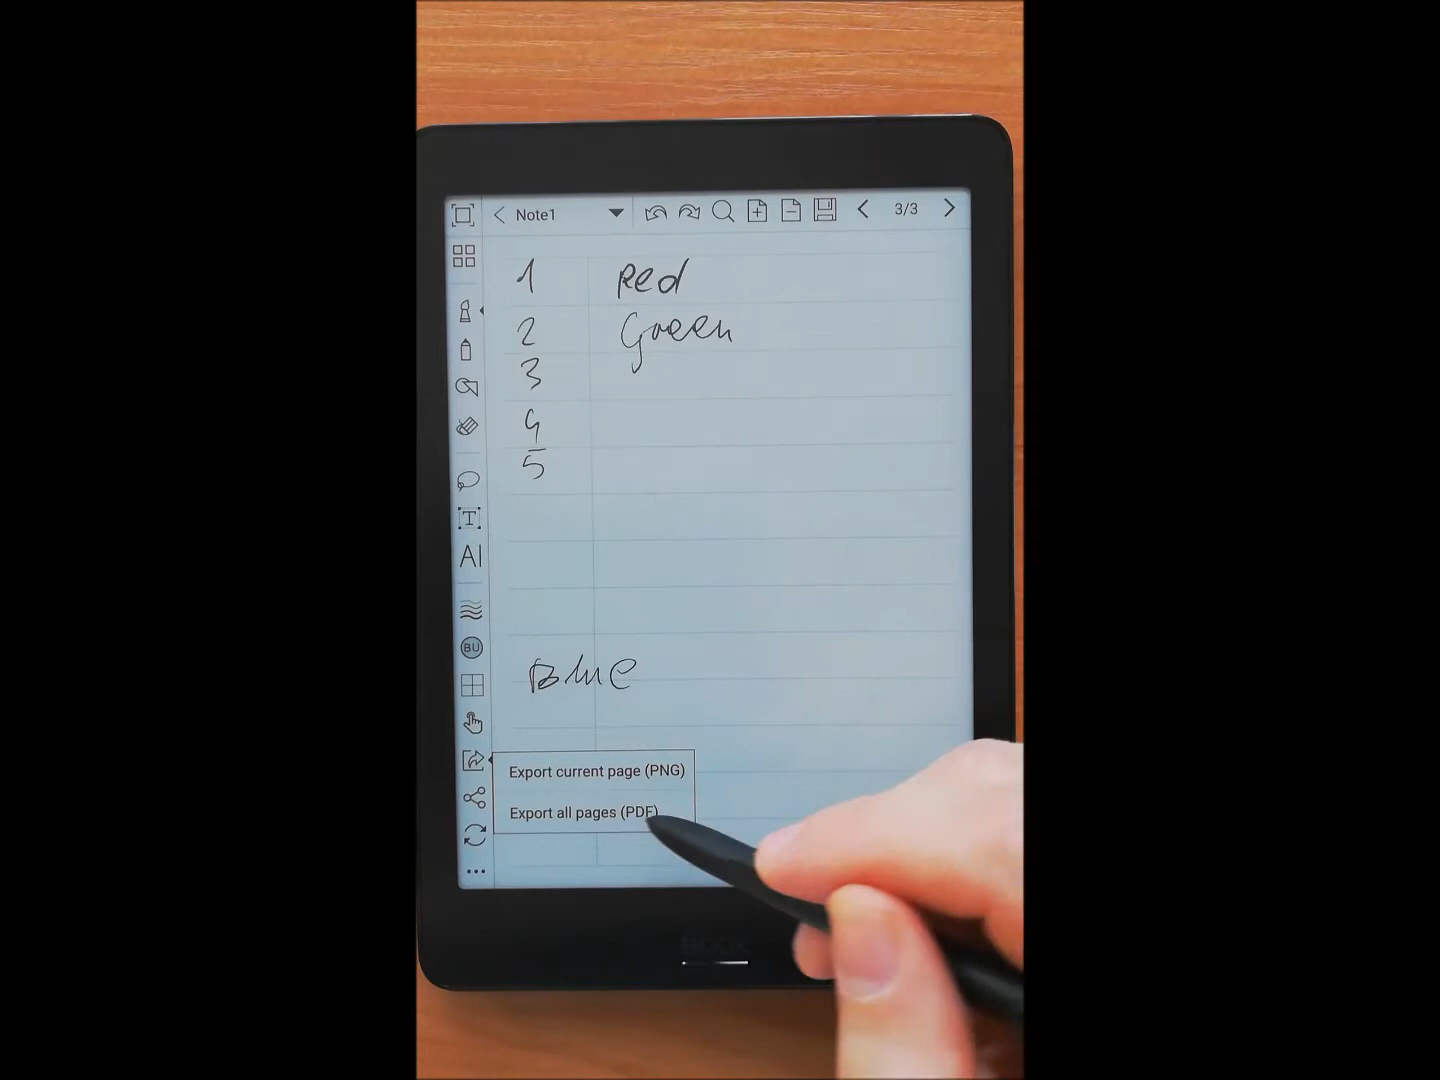 Note1 3/3
1 Red
2 Green
3
4
5
Blue
T
AI
BU
Export current page (PNG)
Export all pages (PDF)